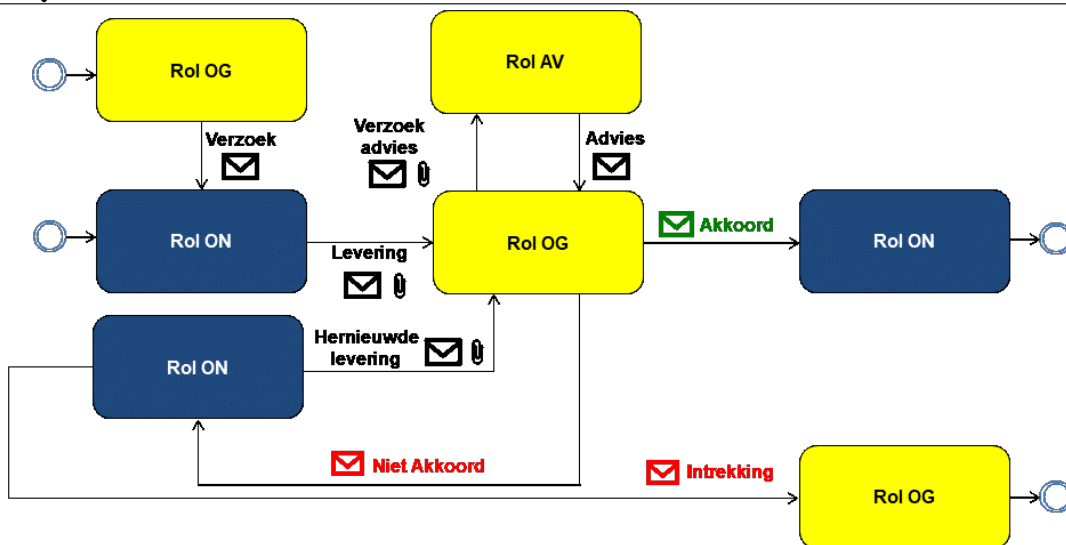 Rol OG
Rol AV
Verzoek
Verzoek
advies
Advies
Rol ON
Levering
Rol OG
Akkoord
Rol ON
Rol ON
Hernieuwde
levering
Niet Akkoord
Intrekking
Rol OG